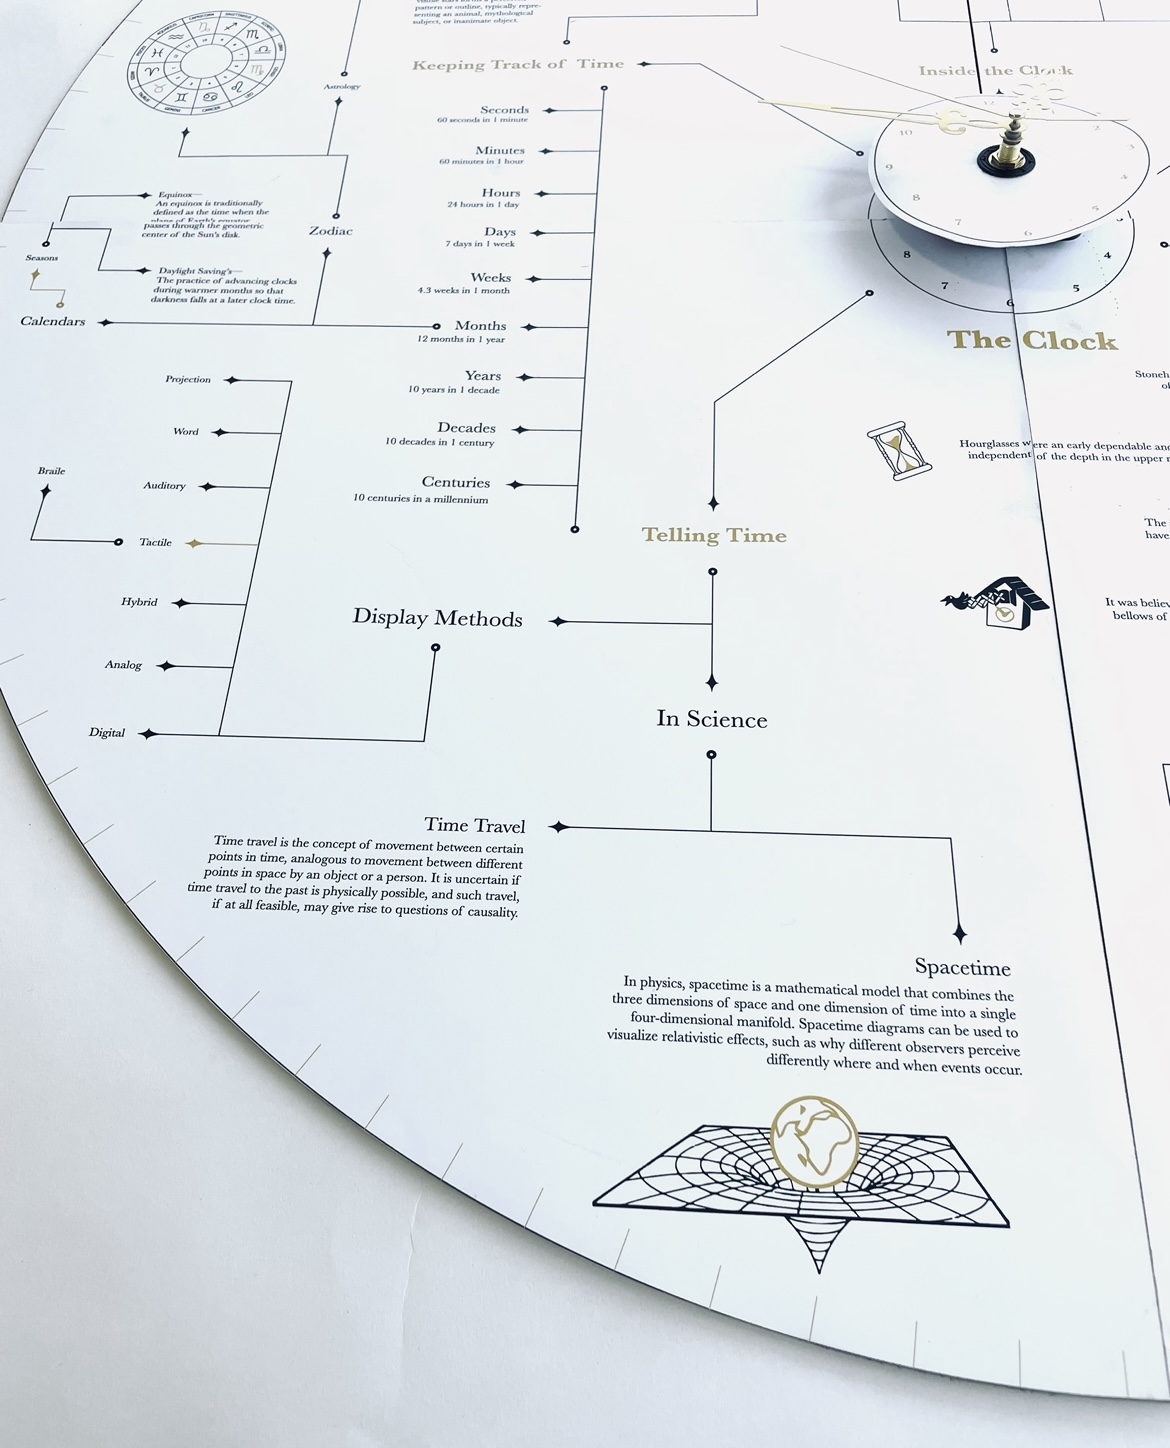 pattern or outline, typically repre-
senting an animal, mythological
subject, or inanimate object.
Keeping Track of Time
Inside the Clock
Astrology
Seconds
60 seconds in 1 minute
Minutes
60 minutes in 1 hour
Hours
24 hours in 1 day
Days
7 days in 1 week
Weeks
4.3 weeks in 1 month
Months
12 months in 1 year
Years
10 years in 1 decade
Decades
10 decades in 1 century
Centuries
10 centuries in a millennium
Equinox—
An equinox is traditionally
defined as the time when the
plane of Earth's equator
passes through the geometric
center of the Sun's disk.
Zodiac
Seasons
Daylight Saving's—
The practice of advancing clocks
during warmer months so that
darkness falls at a later clock time.
Calendars
10
9
8
7
6
5
2
3
4
8
7
6
5
4
The Clock
Stoneh
of
Hourglasses were an early dependable and
independent of the depth in the upper r
The
have
It was believ
bellows of
Projection
Word
Braile
Auditory
Tactile
Hybrid
Analog
Digital
Telling Time
Display Methods
In Science
Time Travel
Time travel is the concept of movement between certain
points in time, analogous to movement between different
points in space by an object or a person. It is uncertain if
time travel to the past is physically possible, and such travel,
if at all feasible, may give rise to questions of causality.
Spacetime
In physics, spacetime is a mathematical model that combines the
three dimensions of space and one dimension of time into a single
four-dimensional manifold. Spacetime diagrams can be used to
visualize relativistic effects, such as why different observers perceive
differently where and when events occur.